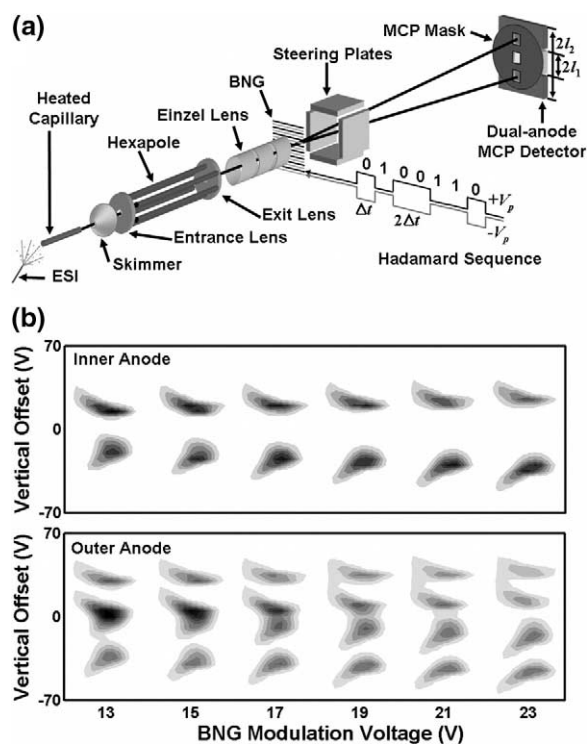 (a)
MCP Mask
2l₂
2l₁
Steering Plates
BNG
Einzel Lens
Heated
Capillary
Hexapole
Dual-anode
MCP Detector
0 1 0 0 1 1 0
+Vₚ
Δt
2Δt
-Vₚ
Exit Lens
Entrance Lens
Hadamard Sequence
Skimmer
ESI
(b)
70
Inner Anode
Vertical Offset (V)
0
-70
70
Outer Anode
Vertical Offset (V)
0
-70
13 15 17 19 21 23
BNG Modulation Voltage (V)